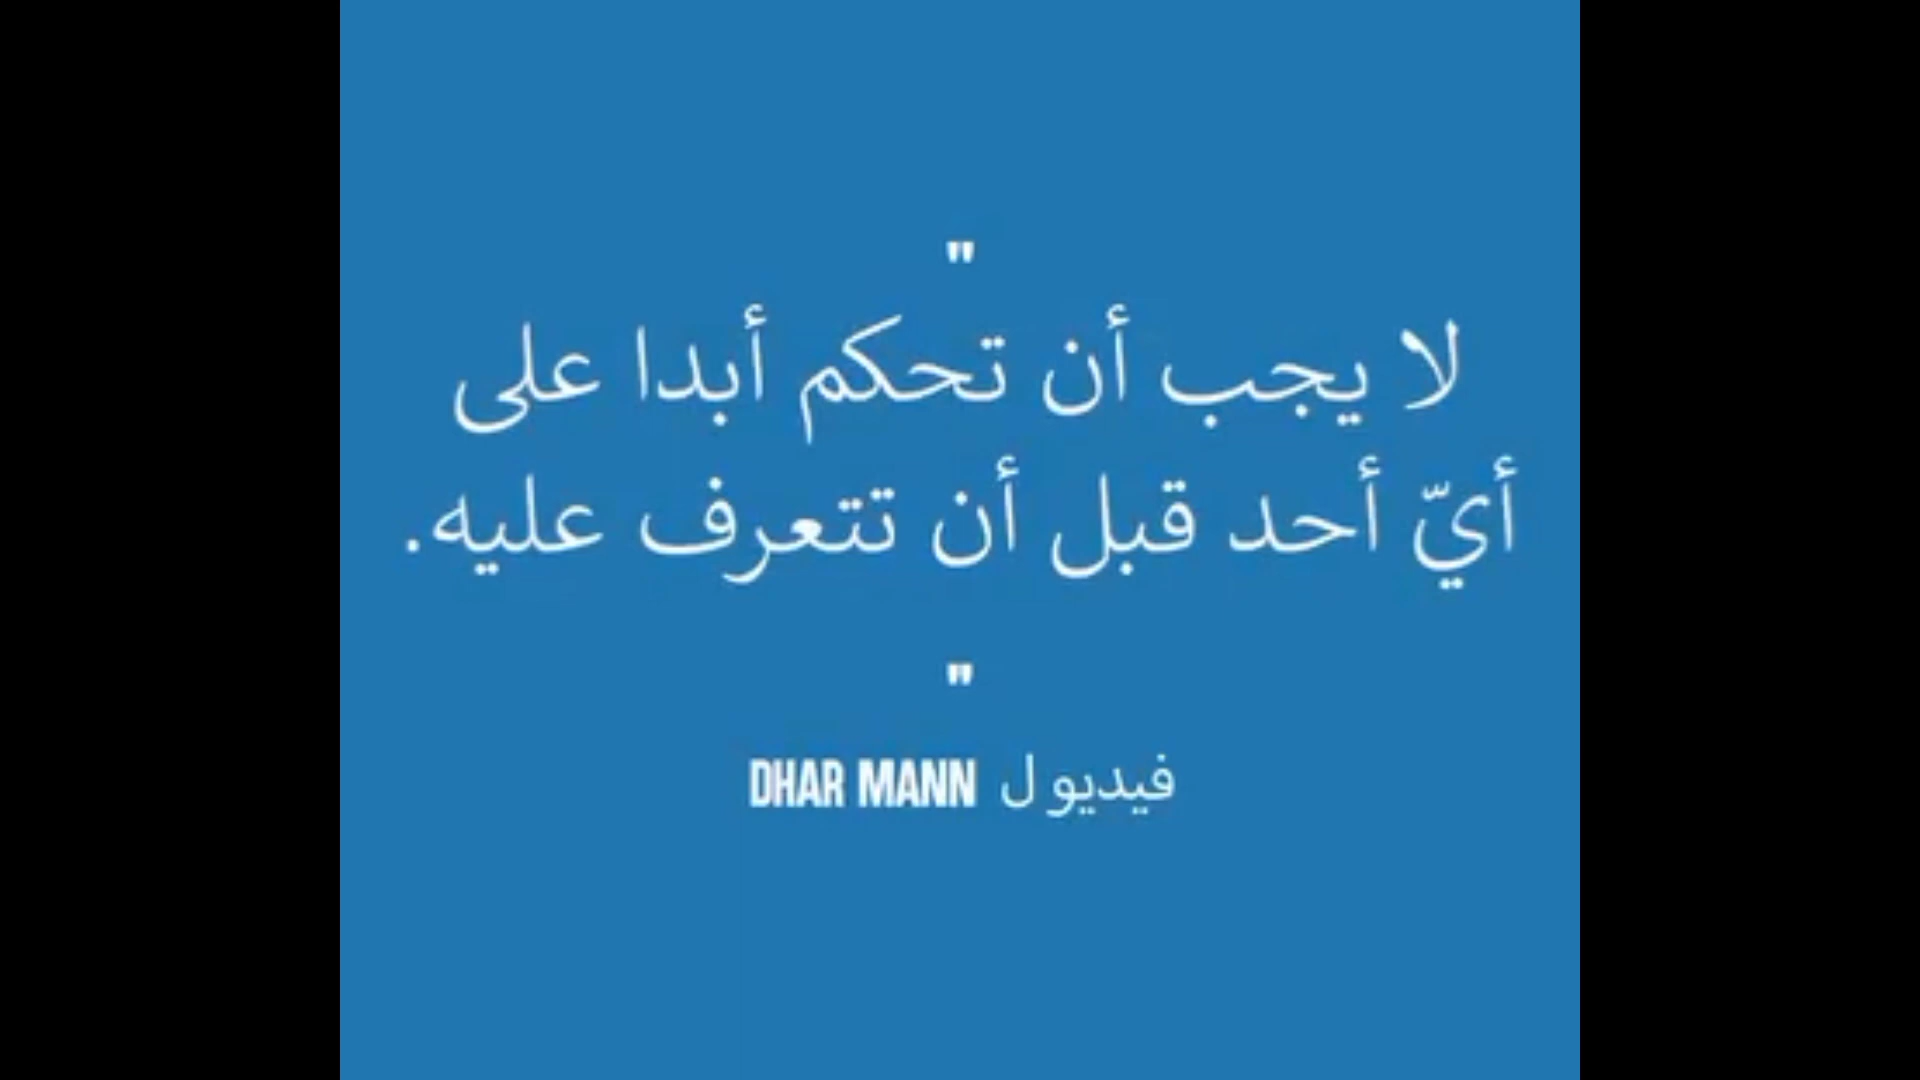 "
لا يجب أن تحكم أبدا على
أيّ أحد قبل أن تتعرف عليه.
"
فيديو ل DHAR MANN